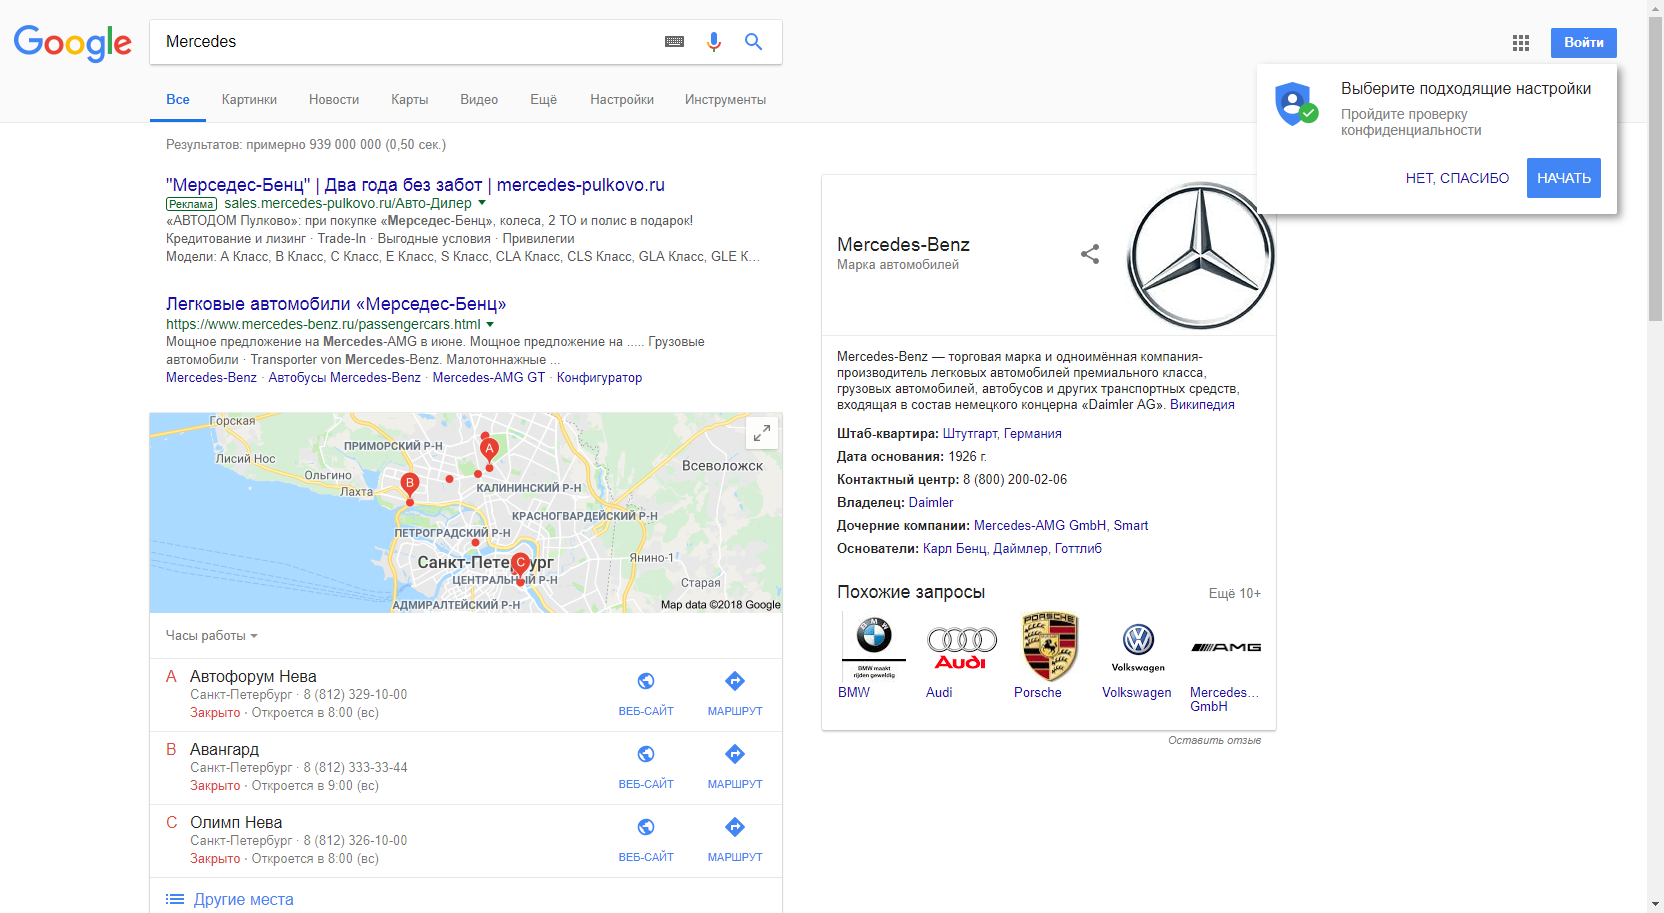 Google
Mercedes
Войти
Все Картинки Новости Карты Видео Ещё Настройки Инструменты
Выберите подходящие настройки
Пройдите проверку
конфиденциальности
НЕТ, СПАСИБО НАЧАТЬ
Результатов: примерно 939 000 000 (0,50 сек.)
"Мерседес-Бенц" | Два года без забот | mercedes-pulkovo.ru
Реклама sales.mercedes-pulkovo.ru/Авто-Дилер
«АВТОДОМ Пулково»: при покупке «Мерседес-Бенц», колеса, 2 ТО и полис в подарок!
Кредитование и лизинг · Trade-In · Выгодные условия · Привилегии
Модели: A Класс, B Класс, C Класс, E Класс, S Класс, CLA Класс, CLS Класс, GLA Класс, GLE К...
Легковые автомобили «Мерседес-Бенц»
https://www.mercedes-benz.ru/passengercars.html
Мощное предложение на Mercedes-AMG в июне. Мощное предложение на ..... Грузовые
автомобили · Transporter von Mercedes-Benz. Малотоннажные ...
Mercedes-Benz · Автобусы Mercedes-Benz · Mercedes-AMG GT · Конфигуратор
Горская
ПРИМОРСКИЙ Р-Н
A
Лисий Нос
Всеволожск
Ольгино
B
Лахта
КАЛИНИНСКИЙ Р-Н
КРАСНОГВАРДЕЙСКИЙ Р-Н
ПЕТРОГРАДСКИЙ Р-Н
Янино-1
Санкт-Петербург
C
ЦЕНТРАЛЬНЫЙ Р-Н
Старая
АДМИРАЛТЕЙСКИЙ Р-Н
Map data ©2018 Google
Часы работы
A Автофорум Нева
Санкт-Петербург · 8 (812) 329-10-00
Закрыто · Откроется в 8:00 (вс)
ВЕБ-САЙТ МАРШРУТ
B Авангард
Санкт-Петербург · 8 (812) 333-33-44
Закрыто · Откроется в 9:00 (вс)
ВЕБ-САЙТ МАРШРУТ
C Олимп Нева
Санкт-Петербург · 8 (812) 326-10-00
Закрыто · Откроется в 8:00 (вс)
ВЕБ-САЙТ МАРШРУТ
Другие места
Mercedes-Benz
Марка автомобилей
Mercedes-Benz — торговая марка и одноимённая компания-
производитель легковых автомобилей премиального класса,
грузовых автомобилей, автобусов и других транспортных средств,
входящая в состав немецкого концерна «Daimler AG». Википедия
Штаб-квартира: Штутгарт, Германия
Дата основания: 1926 г.
Контактный центр: 8 (800) 200-02-06
Владелец: Daimler
Дочерние компании: Mercedes-AMG GmbH, Smart
Основатели: Карл Бенц, Даймлер, Готтлиб
Похожие запросы Ещё 10+
BMW
BMW maakt
rijden geweldig
Audi
PORSCHE
Volkswagen
AMG
BMW Audi Porsche Volkswagen Mercedes...
GmbH
Оставить отзыв